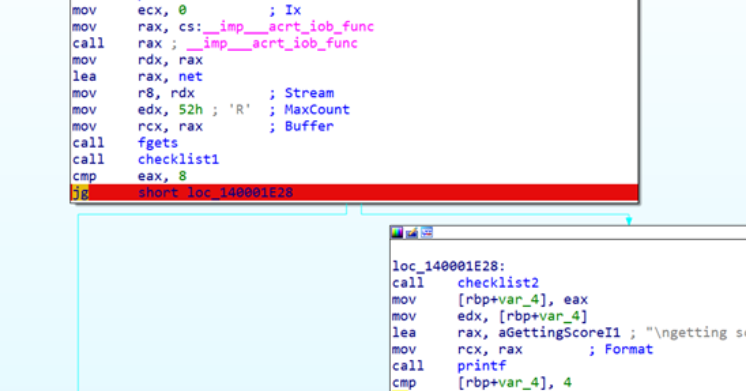 mov ecx, 0 ; Ix
mov rax, cs:__imp___acrt_iob_func
call rax ; __imp___acrt_iob_func
mov rdx, rax
lea rax, net
mov r8, rdx ; Stream
mov edx, 52h ; 'R' ; MaxCount
mov rcx, rax ; Buffer
call fgets
call checklist1
cmp eax, 8
jg short loc_140001E28
loc_140001E28:
call checklist2
mov [rbp+var_4], eax
mov edx, [rbp+var_4]
lea rax, aGettingScoreI1 ; "\ngetting
mov rcx, rax ; Format
call printf
cmp [rbp+var_4], 4